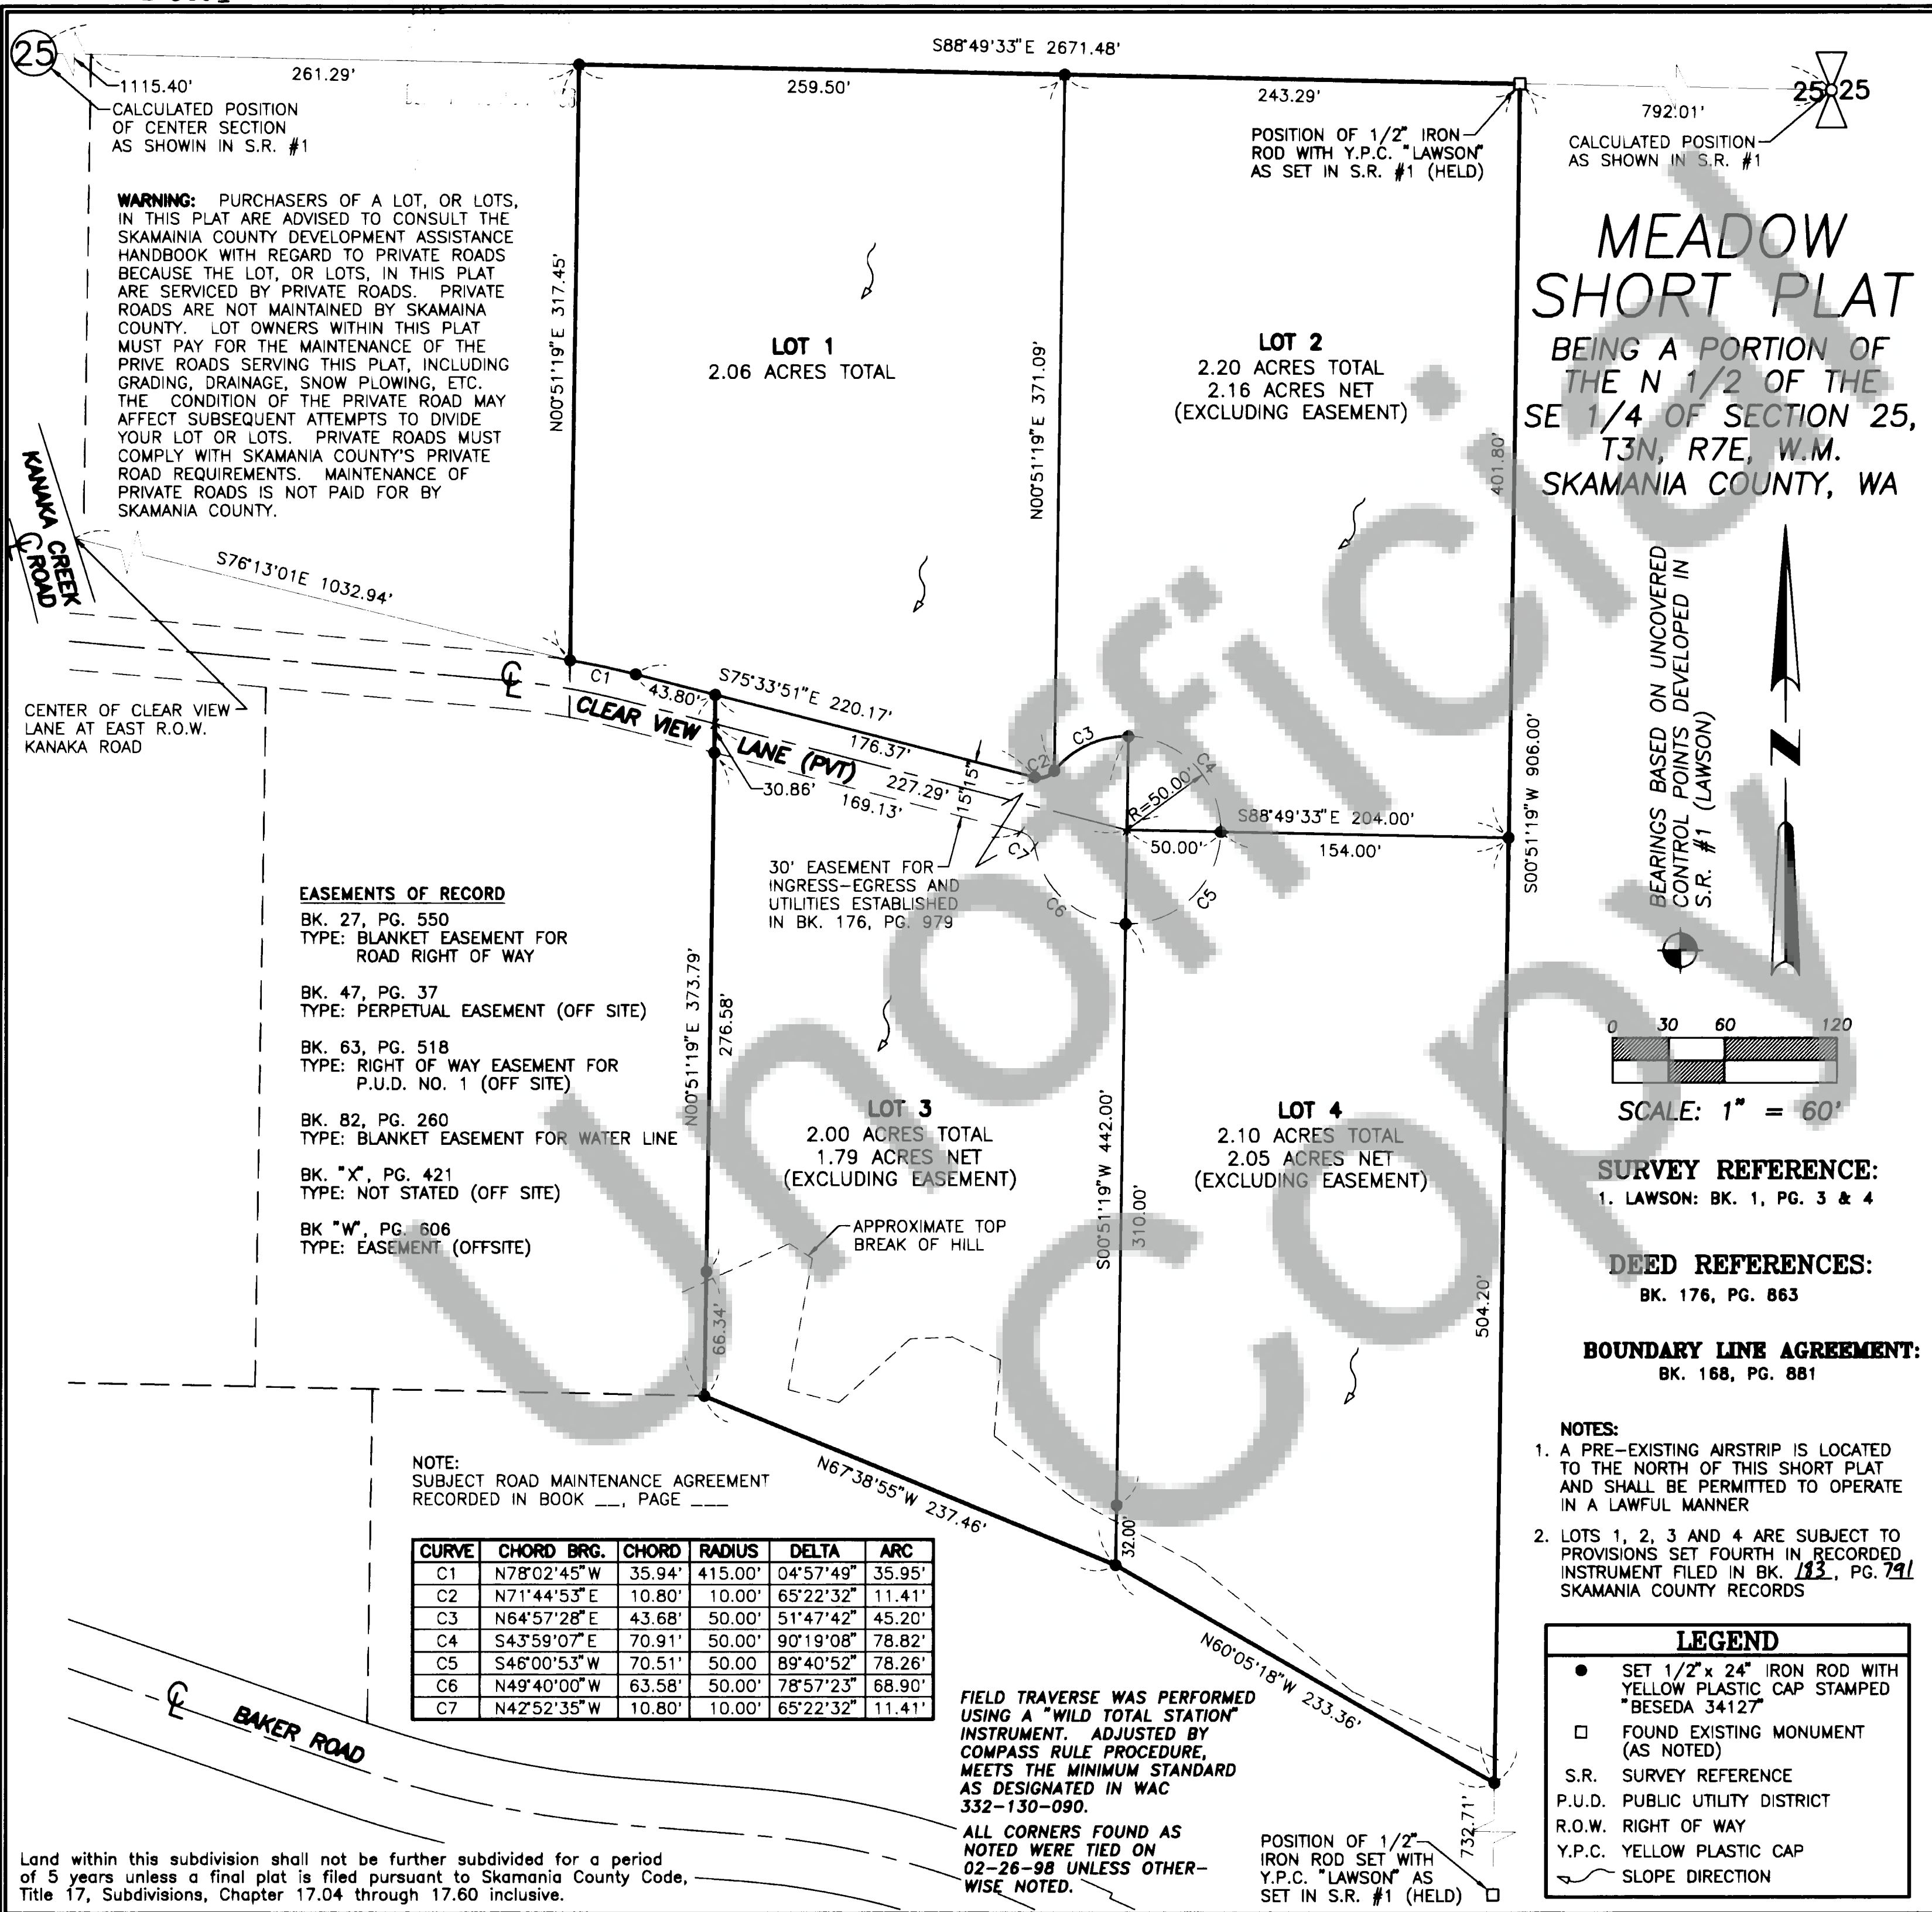 S88°49'33"E 2671.48'
25
1115.40'
261.29'
259.50'
243.29'
792.01'
25 25
CALCULATED POSITION
OF CENTER SECTION
AS SHOWIN IN S.R. #1
POSITION OF 1/2" IRON
ROD WITH Y.P.C. "LAWSON"
AS SET IN S.R. #1 (HELD)
CALCULATED POSITION
AS SHOWN IN S.R. #1
WARNING: PURCHASERS OF A LOT, OR LOTS,
IN THIS PLAT ARE ADVISED TO CONSULT THE
SKAMAINIA COUNTY DEVELOPMENT ASSISTANCE
HANDBOOK WITH REGARD TO PRIVATE ROADS
BECAUSE THE LOT, OR LOTS, IN THIS PLAT
ARE SERVICED BY PRIVATE ROADS. PRIVATE
ROADS ARE NOT MAINTAINED BY SKAMAINA
COUNTY. LOT OWNERS WITHIN THIS PLAT
MUST PAY FOR THE MAINTENANCE OF THE
PRIVE ROADS SERVING THIS PLAT, INCLUDING
GRADING, DRAINAGE, SNOW PLOWING, ETC.
THE CONDITION OF THE PRIVATE ROAD MAY
AFFECT SUBSEQUENT ATTEMPTS TO DIVIDE
YOUR LOT OR LOTS. PRIVATE ROADS MUST
COMPLY WITH SKAMANIA COUNTY'S PRIVATE
ROAD REQUIREMENTS. MAINTENANCE OF
PRIVATE ROADS IS NOT PAID FOR BY
SKAMANIA COUNTY.
MEADOW
SHORT PLAT
BEING A PORTION OF
THE N 1/2 OF THE
SE 1/4 OF SECTION 25,
T3N, R7E, W.M.
SKAMANIA COUNTY, WA
N00°51'19"E 317.45'
LOT 1
2.06 ACRES TOTAL
N00°51'19"E 371.09'
LOT 2
2.20 ACRES TOTAL
2.16 ACRES NET
(EXCLUDING EASEMENT)
401.80'
S00°51'19"W 906.00'
KANAKA CREEK
℄ ROAD
S76°13'01E 1032.94'
CENTER OF CLEAR VIEW
LANE AT EAST R.O.W.
KANAKA ROAD
℄
C1
43.80'
S75°33'51"E 220.17'
176.37'
CLEAR VIEW LANE (PVT)
227.29'
30.86'
169.13'
15'
15'
C2
C3
C4
R=50.00'
S88°49'33"E 204.00'
50.00'
154.00'
C7
C6
C5
30' EASEMENT FOR
INGRESS-EGRESS AND
UTILITIES ESTABLISHED
IN BK. 176, PG. 979
BEARINGS BASED ON UNCOVERED
CONTROL POINTS DEVELOPED IN
S.R. #1 (LAWSON)
N
EASEMENTS OF RECORD
BK. 27, PG. 550
TYPE: BLANKET EASEMENT FOR
ROAD RIGHT OF WAY
BK. 47, PG. 37
TYPE: PERPETUAL EASEMENT (OFF SITE)
BK. 63, PG. 518
TYPE: RIGHT OF WAY EASEMENT FOR
P.U.D. NO. 1 (OFF SITE)
BK. 82, PG. 260
TYPE: BLANKET EASEMENT FOR WATER LINE
BK. "X", PG. 421
TYPE: NOT STATED (OFF SITE)
BK "W", PG. 606
TYPE: EASEMENT (OFFSITE)
N00°51'19"E 373.79'
276.58'
66.34'
LOT 3
2.00 ACRES TOTAL
1.79 ACRES NET
(EXCLUDING EASEMENT)
APPROXIMATE TOP
BREAK OF HILL
S00°51'19"W 442.00'
310.00'
32.00'
LOT 4
2.10 ACRES TOTAL
2.05 ACRES NET
(EXCLUDING EASEMENT)
504.20'
0 30 60 120
SCALE: 1" = 60'
SURVEY REFERENCE:
1. LAWSON: BK. 1, PG. 3 & 4
DEED REFERENCES:
BK. 176, PG. 863
BOUNDARY LINE AGREEMENT:
BK. 168, PG. 881
NOTES:
1. A PRE-EXISTING AIRSTRIP IS LOCATED
TO THE NORTH OF THIS SHORT PLAT
AND SHALL BE PERMITTED TO OPERATE
IN A LAWFUL MANNER
2. LOTS 1, 2, 3 AND 4 ARE SUBJECT TO
PROVISIONS SET FOURTH IN RECORDED
INSTRUMENT FILED IN BK. 183, PG. 791
SKAMANIA COUNTY RECORDS
NOTE:
SUBJECT ROAD MAINTENANCE AGREEMENT
RECORDED IN BOOK __, PAGE ___
N67°38'55"W 237.46'
N60°05'18"W 233.36'
CURVE CHORD BRG. CHORD RADIUS DELTA ARC
C1 N78°02'45"W 35.94' 415.00' 04°57'49" 35.95'
C2 N71°44'53"E 10.80' 10.00' 65°22'32" 11.41'
C3 N64°57'28"E 43.68' 50.00' 51°47'42" 45.20'
C4 S43°59'07"E 70.91' 50.00' 90°19'08" 78.82'
C5 S46°00'53"W 70.51' 50.00 89°40'52" 78.26'
C6 N49°40'00"W 63.58' 50.00' 78°57'23" 68.90'
C7 N42°52'35"W 10.80' 10.00' 65°22'32" 11.41'
℄
BAKER ROAD
FIELD TRAVERSE WAS PERFORMED
USING A "WILD TOTAL STATION"
INSTRUMENT. ADJUSTED BY
COMPASS RULE PROCEDURE,
MEETS THE MINIMUM STANDARD
AS DESIGNATED IN WAC
332-130-090.
ALL CORNERS FOUND AS
NOTED WERE TIED ON
02-26-98 UNLESS OTHER-
WISE NOTED.
732.71'
POSITION OF 1/2"
IRON ROD SET WITH
Y.P.C. "LAWSON" AS
SET IN S.R. #1 (HELD)
LEGEND
SET 1/2" x 24" IRON ROD WITH
YELLOW PLASTIC CAP STAMPED
"BESEDA 34127"
FOUND EXISTING MONUMENT
(AS NOTED)
S.R. SURVEY REFERENCE
P.U.D. PUBLIC UTILITY DISTRICT
R.O.W. RIGHT OF WAY
Y.P.C. YELLOW PLASTIC CAP
SLOPE DIRECTION
Land within this subdivision shall not be further subdivided for a period
of 5 years unless a final plat is filed pursuant to Skamania County Code,
Title 17, Subdivisions, Chapter 17.04 through 17.60 inclusive.
Unofficial
Copy